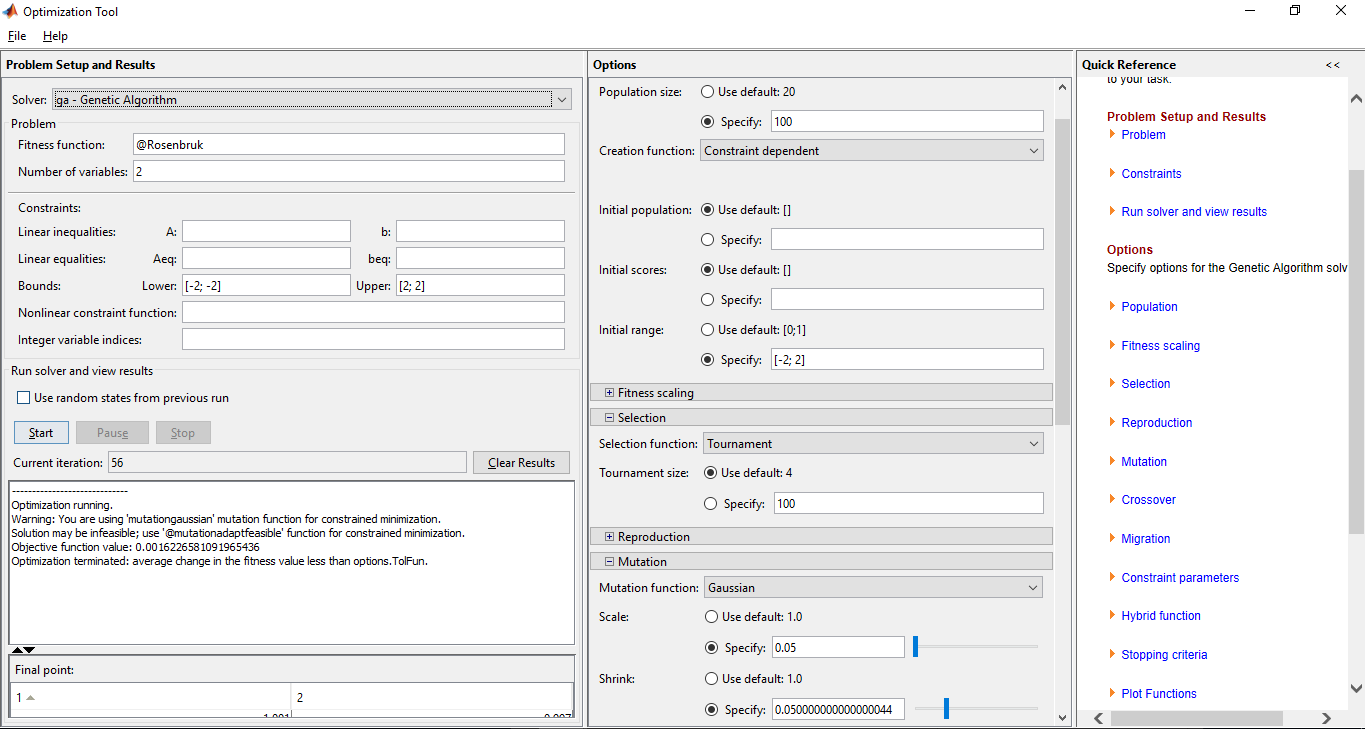 Optimization Tool
File Help
Problem Setup and Results
Solver: ga - Genetic Algorithm
Problem
Fitness function: @Rosenbruk
Number of variables: 2
Constraints:
Linear inequalities: A: b:
Linear equalities: Aeq: beq:
Bounds: Lower: [-2; -2] Upper: [2; 2]
Nonlinear constraint function:
Integer variable indices:
Run solver and view results
Use random states from previous run
Start Pause Stop
Current iteration: 56 Clear Results
------------------------------
Optimization running.
Warning: You are using 'mutationgaussian' mutation function for constrained minimization.
Solution may be infeasible; use '@mutationadaptfeasible' function for constrained minimization.
Objective function value: 0.0016226581091965436
Optimization terminated: average change in the fitness value less than options.TolFun.
Final point:
1 2
Options
Population size: Use default: 20
Specify: 100
Creation function: Constraint dependent
Initial population: Use default: []
Specify:
Initial scores: Use default: []
Specify:
Initial range: Use default: [0;1]
Specify: [-2; 2]
Fitness scaling
Selection
Selection function: Tournament
Tournament size: Use default: 4
Specify: 100
Reproduction
Mutation
Mutation function: Gaussian
Scale: Use default: 1.0
Specify: 0.05
Shrink: Use default: 1.0
Specify: 0.050000000000000044
Quick Reference <<
to your task.
Problem Setup and Results
Problem
Constraints
Run solver and view results
Options
Specify options for the Genetic Algorithm solv
Population
Fitness scaling
Selection
Reproduction
Mutation
Crossover
Migration
Constraint parameters
Hybrid function
Stopping criteria
Plot Functions